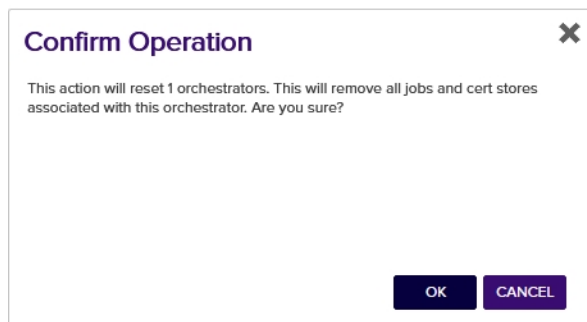 Confirm Operation
This action will reset 1 orchestrators. This will remove all jobs and cert stores
associated with this orchestrator. Are you sure?
OK
CANCEL